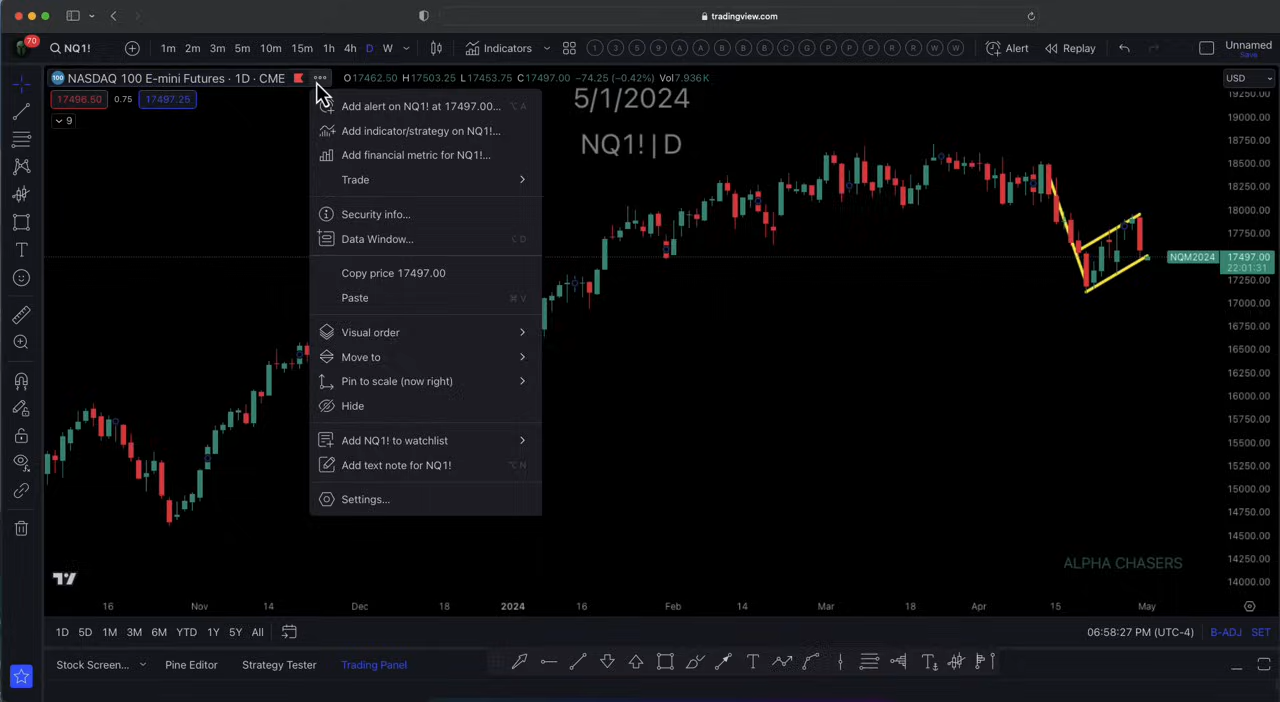 tradingview.com
70
NQ1! 1m 2m 3m 5m 10m 15m 1h 4h D W Indicators 1 3 5 9 A A B B B C G P P P R R W W Alert Replay Unnamed
Save
100 NASDAQ 100 E-mini Futures · 1D · CME O17462.50 H17503.25 L17453.75 C17497.00 −74.25 (−0.42%) Vol7.936K USD
17496.50 0.75 17497.25
9
5/1/2024
NQ1! | D
Add alert on NQ1! at 17497.00... ⌥ A
Add indicator/strategy on NQ1!...
Add financial metric for NQ1!...
Trade
Security info...
Data Window... ⌥ D
Copy price 17497.00
Paste ⌘ V
Visual order
Move to
Pin to scale (now right)
Hide
Add NQ1! to watchlist
Add text note for NQ1! ⌥ N
Settings...
19250.00
19000.00
18750.00
18500.00
18250.00
18000.00
17750.00
NQM2024 17497.00
22:01:31
17250.00
17000.00
16750.00
16500.00
16250.00
16000.00
15750.00
15500.00
15250.00
15000.00
14750.00
14500.00
14250.00
14000.00
ALPHA CHASERS
16 Nov 14 Dec 18 2024 16 Feb 14 Mar 18 Apr 15 May
1D 5D 1M 3M 6M YTD 1Y 5Y All 06:58:27 PM (UTC-4) B-ADJ SET
Stock Screen... Pine Editor Strategy Tester Trading Panel